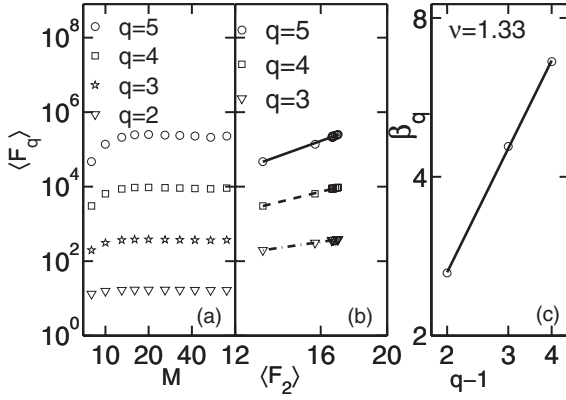 10^8
10^6
10^4
10^2
10^0
⟨F_q⟩
q=5
q=4
q=3
q=2
(a)
10 20 40
M
q=5
q=4
q=3
(b)
12 16 20
⟨F_2⟩
8
4
2
β_q
ν=1.33
(c)
2 3 4
q-1